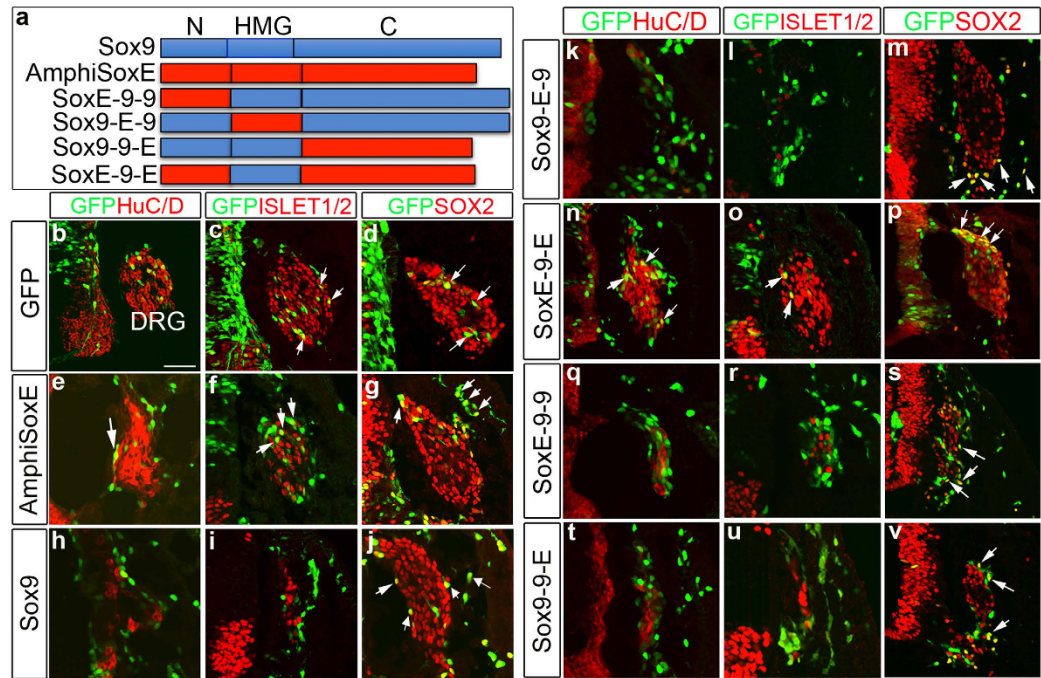 a
N HMG C
Sox9
AmphiSoxE
SoxE-9-9
Sox9-E-9
Sox9-9-E
SoxE-9-E
GFPHuC/D GFPISLET1/2 GFPSOX2
GFP
b c d
DRG
AmphiSoxE
e f g
Sox9
h i j
GFPHuC/D GFPISLET1/2 GFPSOX2
Sox9-E-9
k l m
SoxE-9-E
n o p
SoxE-9-9
q r s
Sox9-9-E
t u v